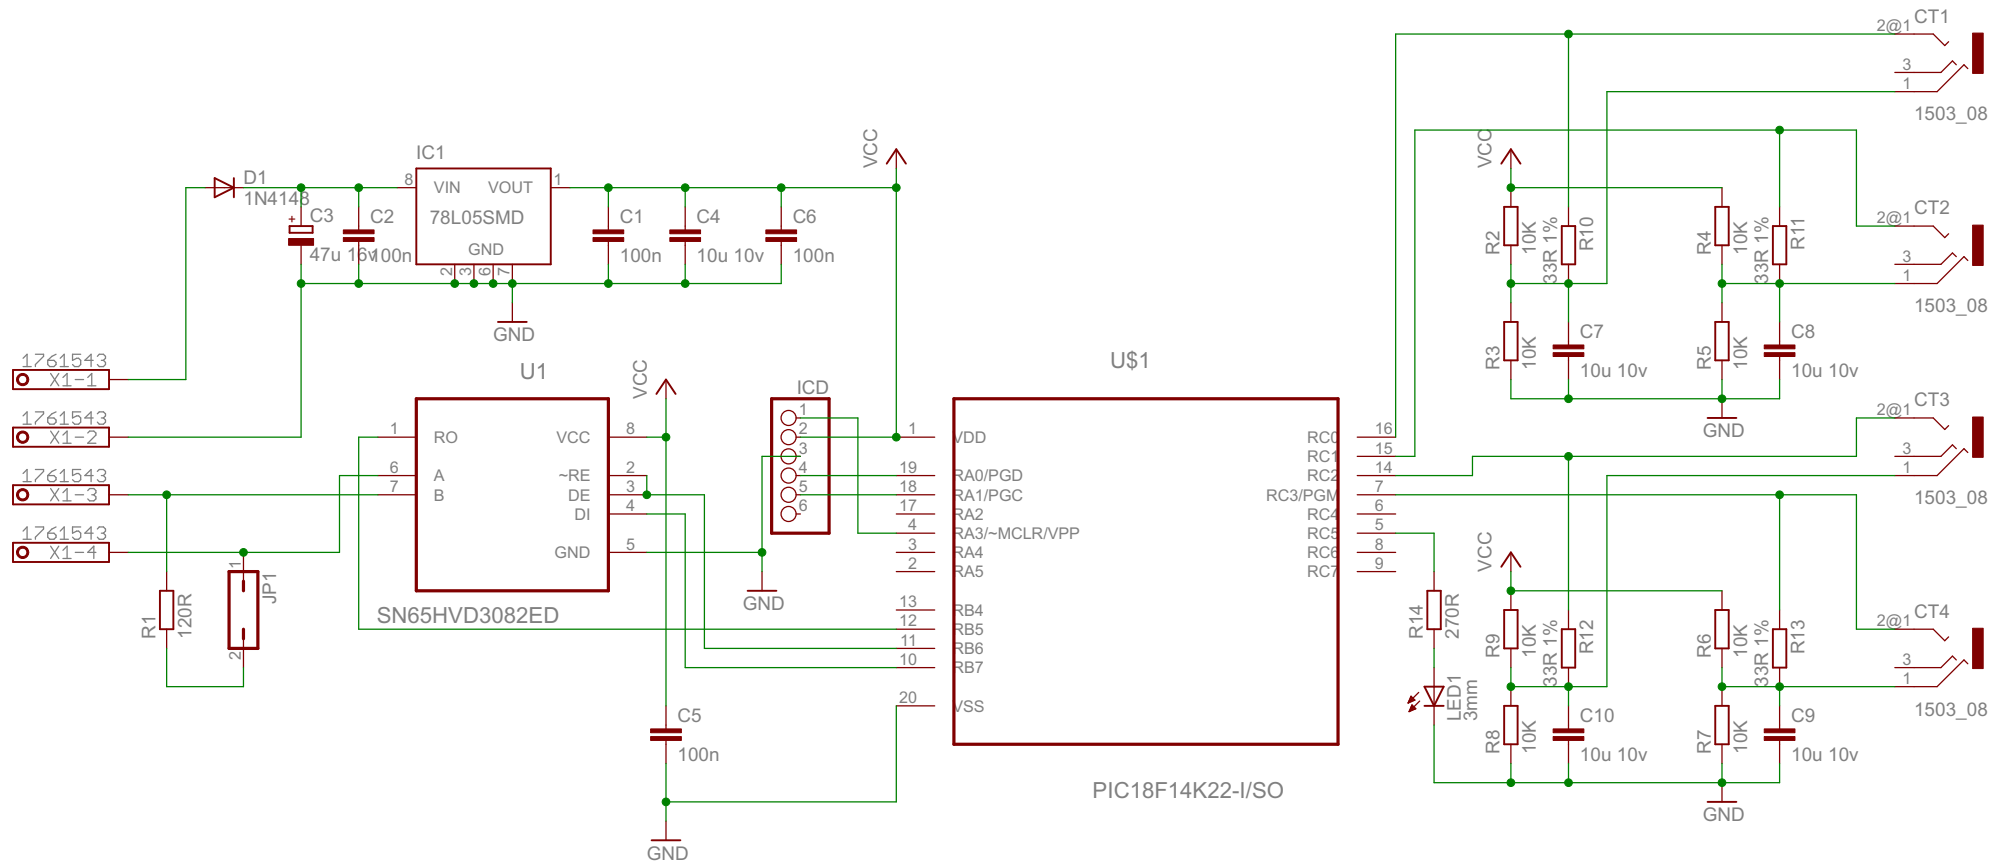 IC1
D1
1N4148
C3
47u 16v
C2
100n
8
VIN
VOUT
1
78L05SMD
GND
2
3
6
7
GND
C1
100n
C4
10u 10v
C6
100n
VCC
1761543
X1-1
1761543
X1-2
1761543
X1-3
1761543
X1-4
R1
120R
1
JP1
2
U1
1
RO
6
A
7
B
VCC
8
~RE
2
DE
3
DI
4
GND
5
SN65HVD3082ED
VCC
C5
100n
GND
ICD
1
2
3
4
5
6
GND
U$1
1
VDD
19
RA0/PGD
18
RA1/PGC
17
RA2
4
RA3/~MCLR/VPP
3
RA4
2
RA5
13
RB4
12
RB5
11
RB6
10
RB7
20
VSS
RC0
16
RC1
15
RC2
14
RC3/PGM
7
RC4
6
RC5
5
RC6
8
RC7
9
PIC18F14K22-I/SO
R14
270R
LED1
3mm
VCC
R2
10K
33R 1%
R10
R4
10K
33R 1%
R11
R3
10K
C7
10u 10v
R5
10K
C8
10u 10v
GND
VCC
R9
10K
33R 1%
R12
R6
10K
33R 1%
R13
R8
10K
C10
10u 10v
R7
10K
C9
10u 10v
GND
2@1
CT1
3
1
1503_08
2@1
CT2
3
1
1503_08
2@1
CT3
3
1
1503_08
2@1
CT4
3
1
1503_08